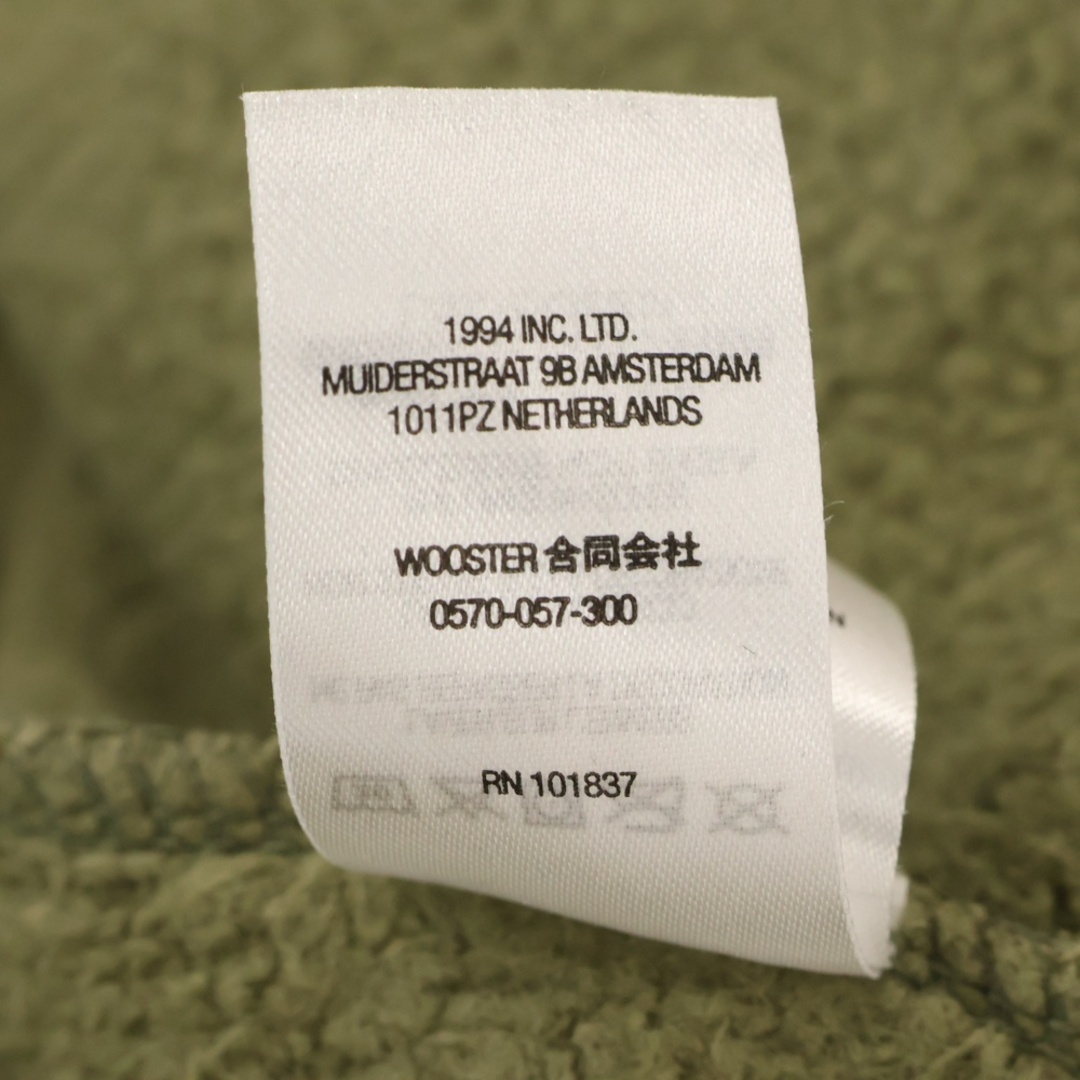 1994 INC. LTD.
MUIDERSTRAAT 9B AMSTERDAM
1011PZ NETHERLANDS
WOOSTER 合同会社
0570-057-300
RN 101837